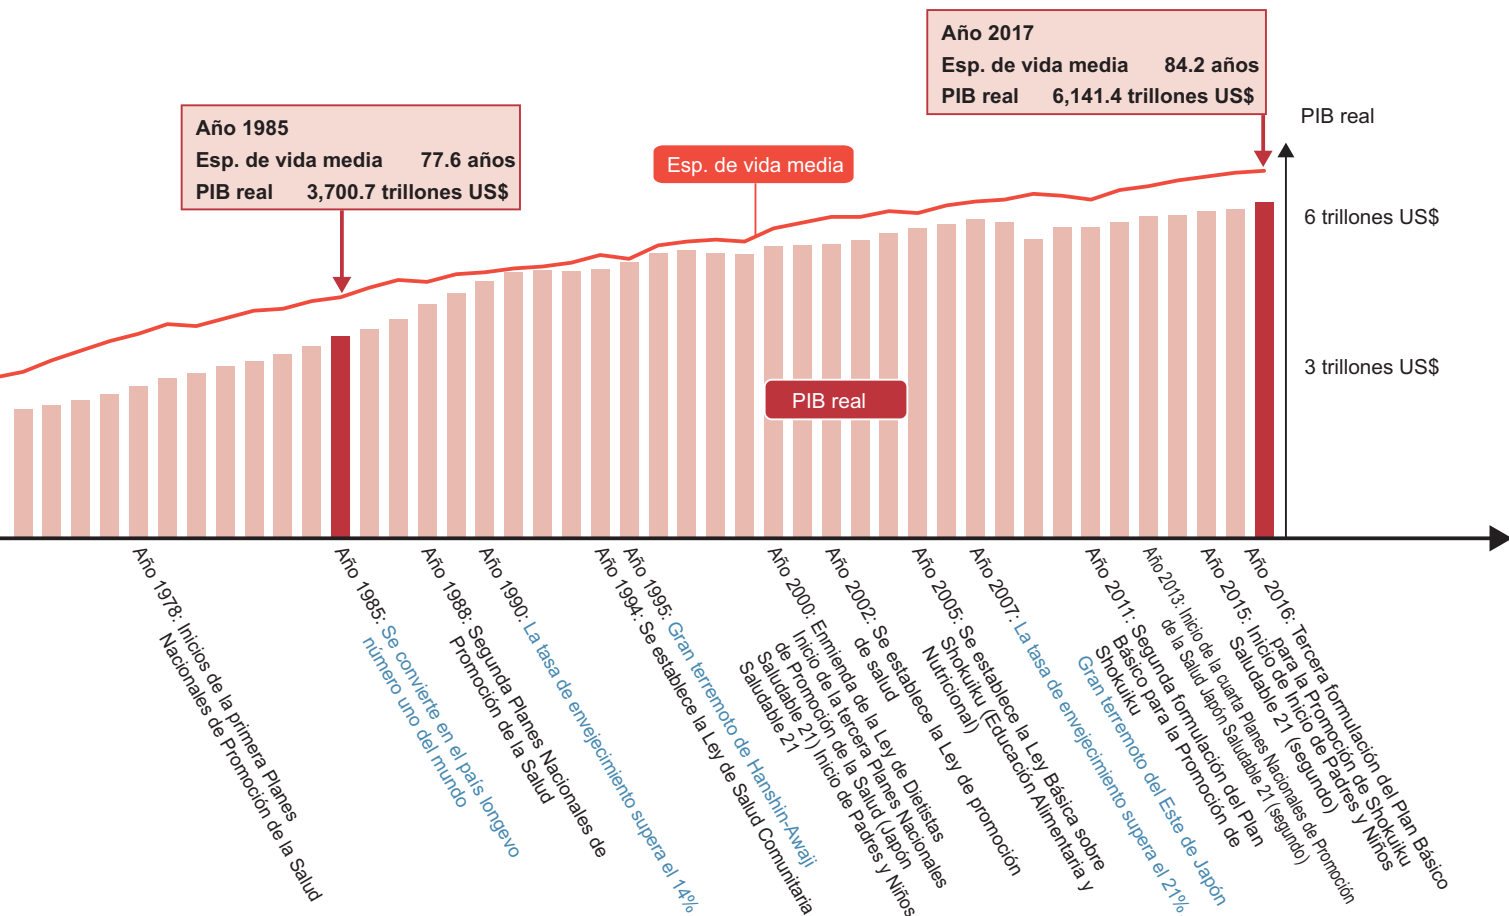 Año 2017
Esp. de vida media 84.2 años
PIB real 6,141.4 trillones US$
Año 1985
Esp. de vida media 77.6 años
PIB real 3,700.7 trillones US$
Esp. de vida media
PIB real
6 trillones US$
3 trillones US$
PIB real
Año 1978: Inicios de la primera Planes
Nacionales de Promoción de la Salud
Año 1985: Se convierte en el país longevo
número uno del mundo
Año 1988: Segunda Planes Nacionales de
Promoción de la Salud
Año 1990: La tasa de envejecimiento supera el 14%
Año 1994: Se establece la Ley de Salud Comunitaria
Año 1995: Gran terremoto de Hanshin-Awaji
Año 2000: Enmienda de la Ley de Dietistas
Inicio de la tercera Planes Nacionales
de Promoción de la Salud (Japón
Saludable 21) Inicio de Padres y Niños
Saludable 21
Año 2002: Se establece la Ley de promoción
de salud
Año 2005: Se establece la Ley Básica sobre
Shokuiku (Educación Alimentaria y
Nutricional)
Año 2007: La tasa de envejecimiento supera el 21%
Año 2011: Segunda formulación del Plan
Básico para la Promoción de
Shokuiku
Gran terremoto del Este de Japón
Año 2013: Inicio de la cuarta Planes Nacionales de Promoción
de la Salud Japón Saludable 21 (segundo)
Año 2015: Inicio de Inicio de Padres y Niños
Saludable 21 (segundo)
Año 2016: Tercera formulación del Plan Básico
para la Promoción de Shokuiku